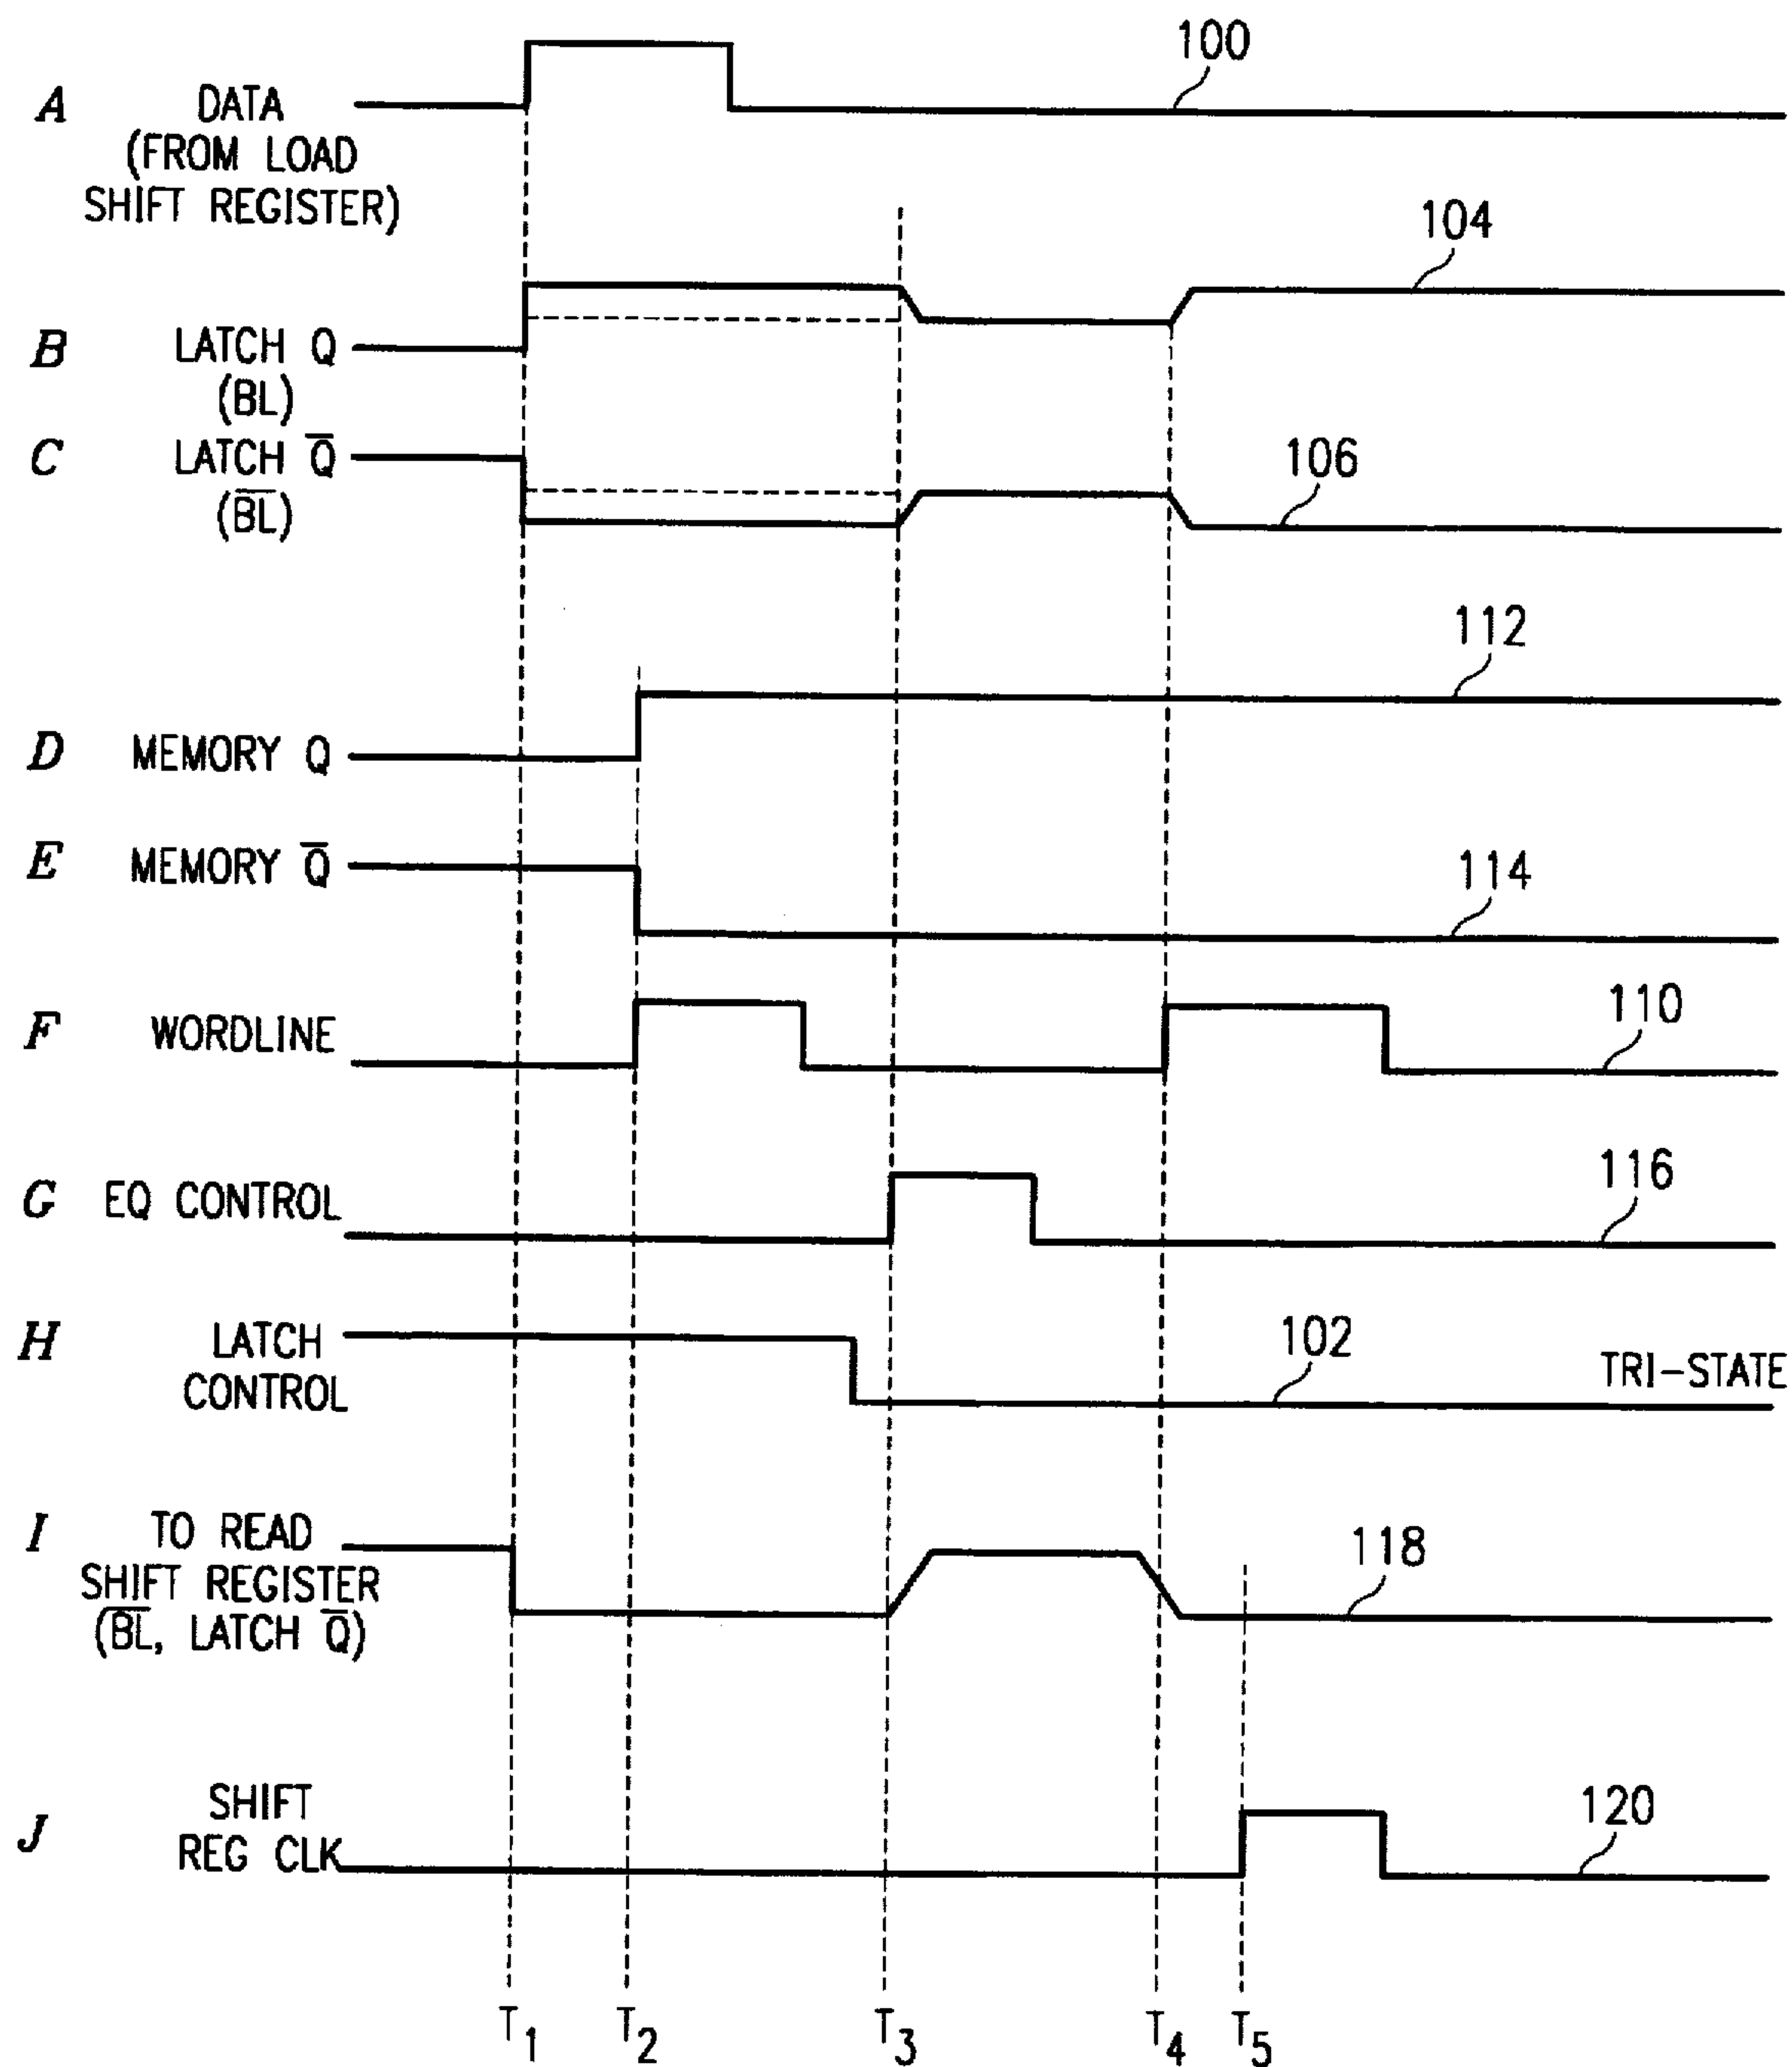 100
A DATA
(FROM LOAD
SHIFT REGISTER)
104
B LATCH Q
(BL)
C LATCH Q̅
(B̅L̅)
106
112
D MEMORY Q
E MEMORY Q̅
114
F WORDLINE
110
G EQ CONTROL
116
H LATCH
CONTROL
102
TRI-STATE
I TO READ
SHIFT REGISTER
(B̅L̅, LATCH Q̅)
118
J SHIFT
REG CLK
120
T1 T2 T3 T4 T5